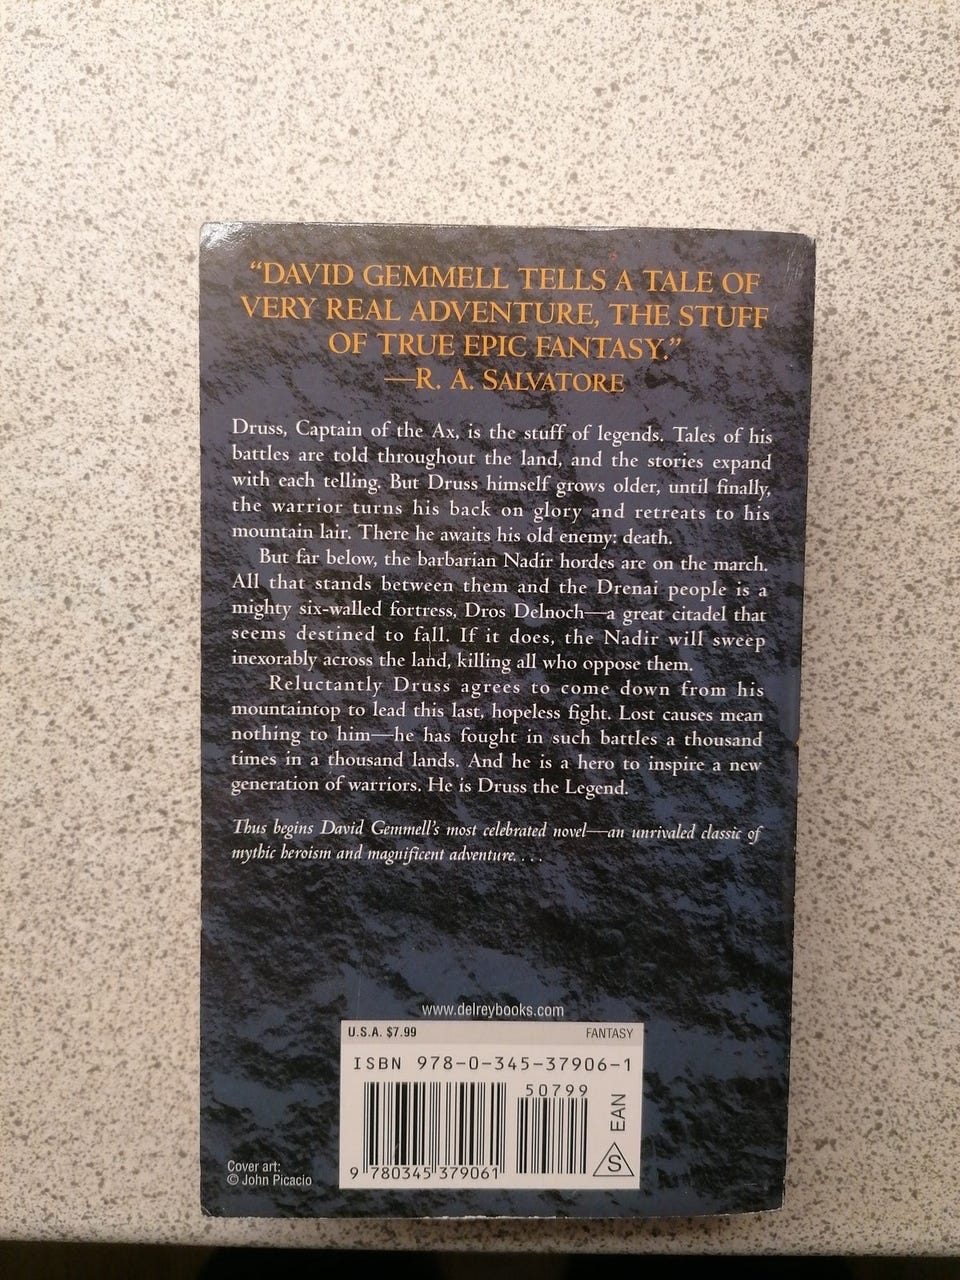 “DAVID GEMMELL TELLS A TALE OF
VERY REAL ADVENTURE, THE STUFF
OF TRUE EPIC FANTASY.”
—R. A. SALVATORE
Druss, Captain of the Ax, is the stuff of legends. Tales of his
battles are told throughout the land, and the stories expand
with each telling. But Druss himself grows older, until finally,
the warrior turns his back on glory and retreats to his
mountain lair. There he awaits his old enemy: death.
But far below, the barbarian Nadir hordes are on the march.
All that stands between them and the Drenai people is a
mighty six-walled fortress, Dros Delnoch—a great citadel that
seems destined to fall. If it does, the Nadir will sweep
inexorably across the land, killing all who oppose them.
Reluctantly Druss agrees to come down from his
mountaintop to lead this last, hopeless fight. Lost causes mean
nothing to him—he has fought in such battles a thousand
times in a thousand lands. And he is a hero to inspire a new
generation of warriors. He is Druss the Legend.
Thus begins David Gemmell’s most celebrated novel—an unrivaled classic of
mythic heroism and magnificent adventure. . . .
www.delreybooks.com
U.S.A. $7.99 FANTASY
ISBN 978-0-345-37906-1
50799
EAN
S
9 780345 379061
Cover art:
© John Picacio